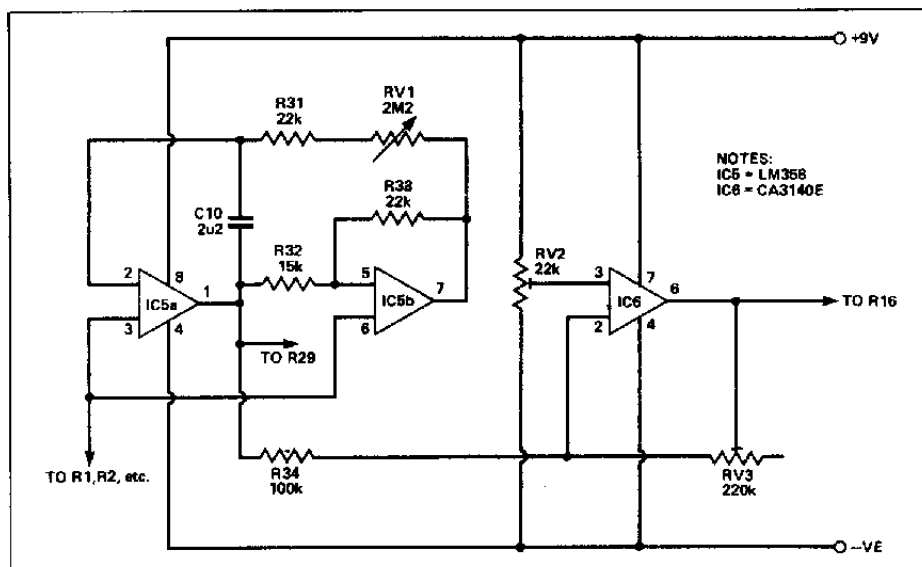 +9V
R31
22k
RV1
2M2
NOTES:
IC5 = LM358
IC6 = CA3140E
R38
22k
C10
2u2
R32
15k
RV2
22k
2
8
1
IC5a
3
4
5
7
IC5b
6
3
7
6
IC6
2
4
TO R16
TO R29
TO R1, R2, etc.
R34
100k
RV3
220k
—VE